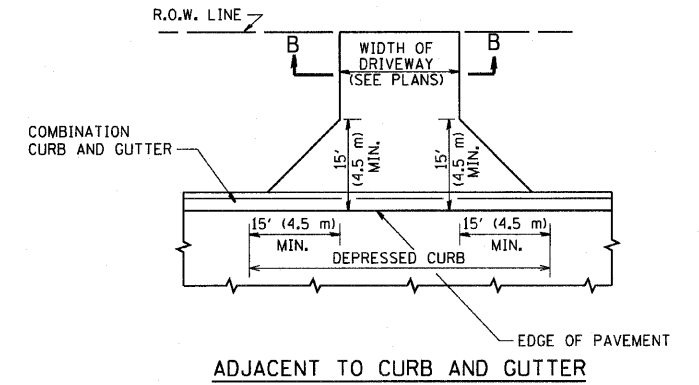 R.O.W. LINE
B
B
WIDTH OF
DRIVEWAY
(SEE PLANS)
COMBINATION
CURB AND GUTTER
15'
(4.5 m)
MIN.
15'
(4.5 m)
MIN.
15' (4.5 m)
MIN.
15' (4.5 m)
MIN.
DEPRESSED CURB
EDGE OF PAVEMENT
ADJACENT TO CURB AND GUTTER